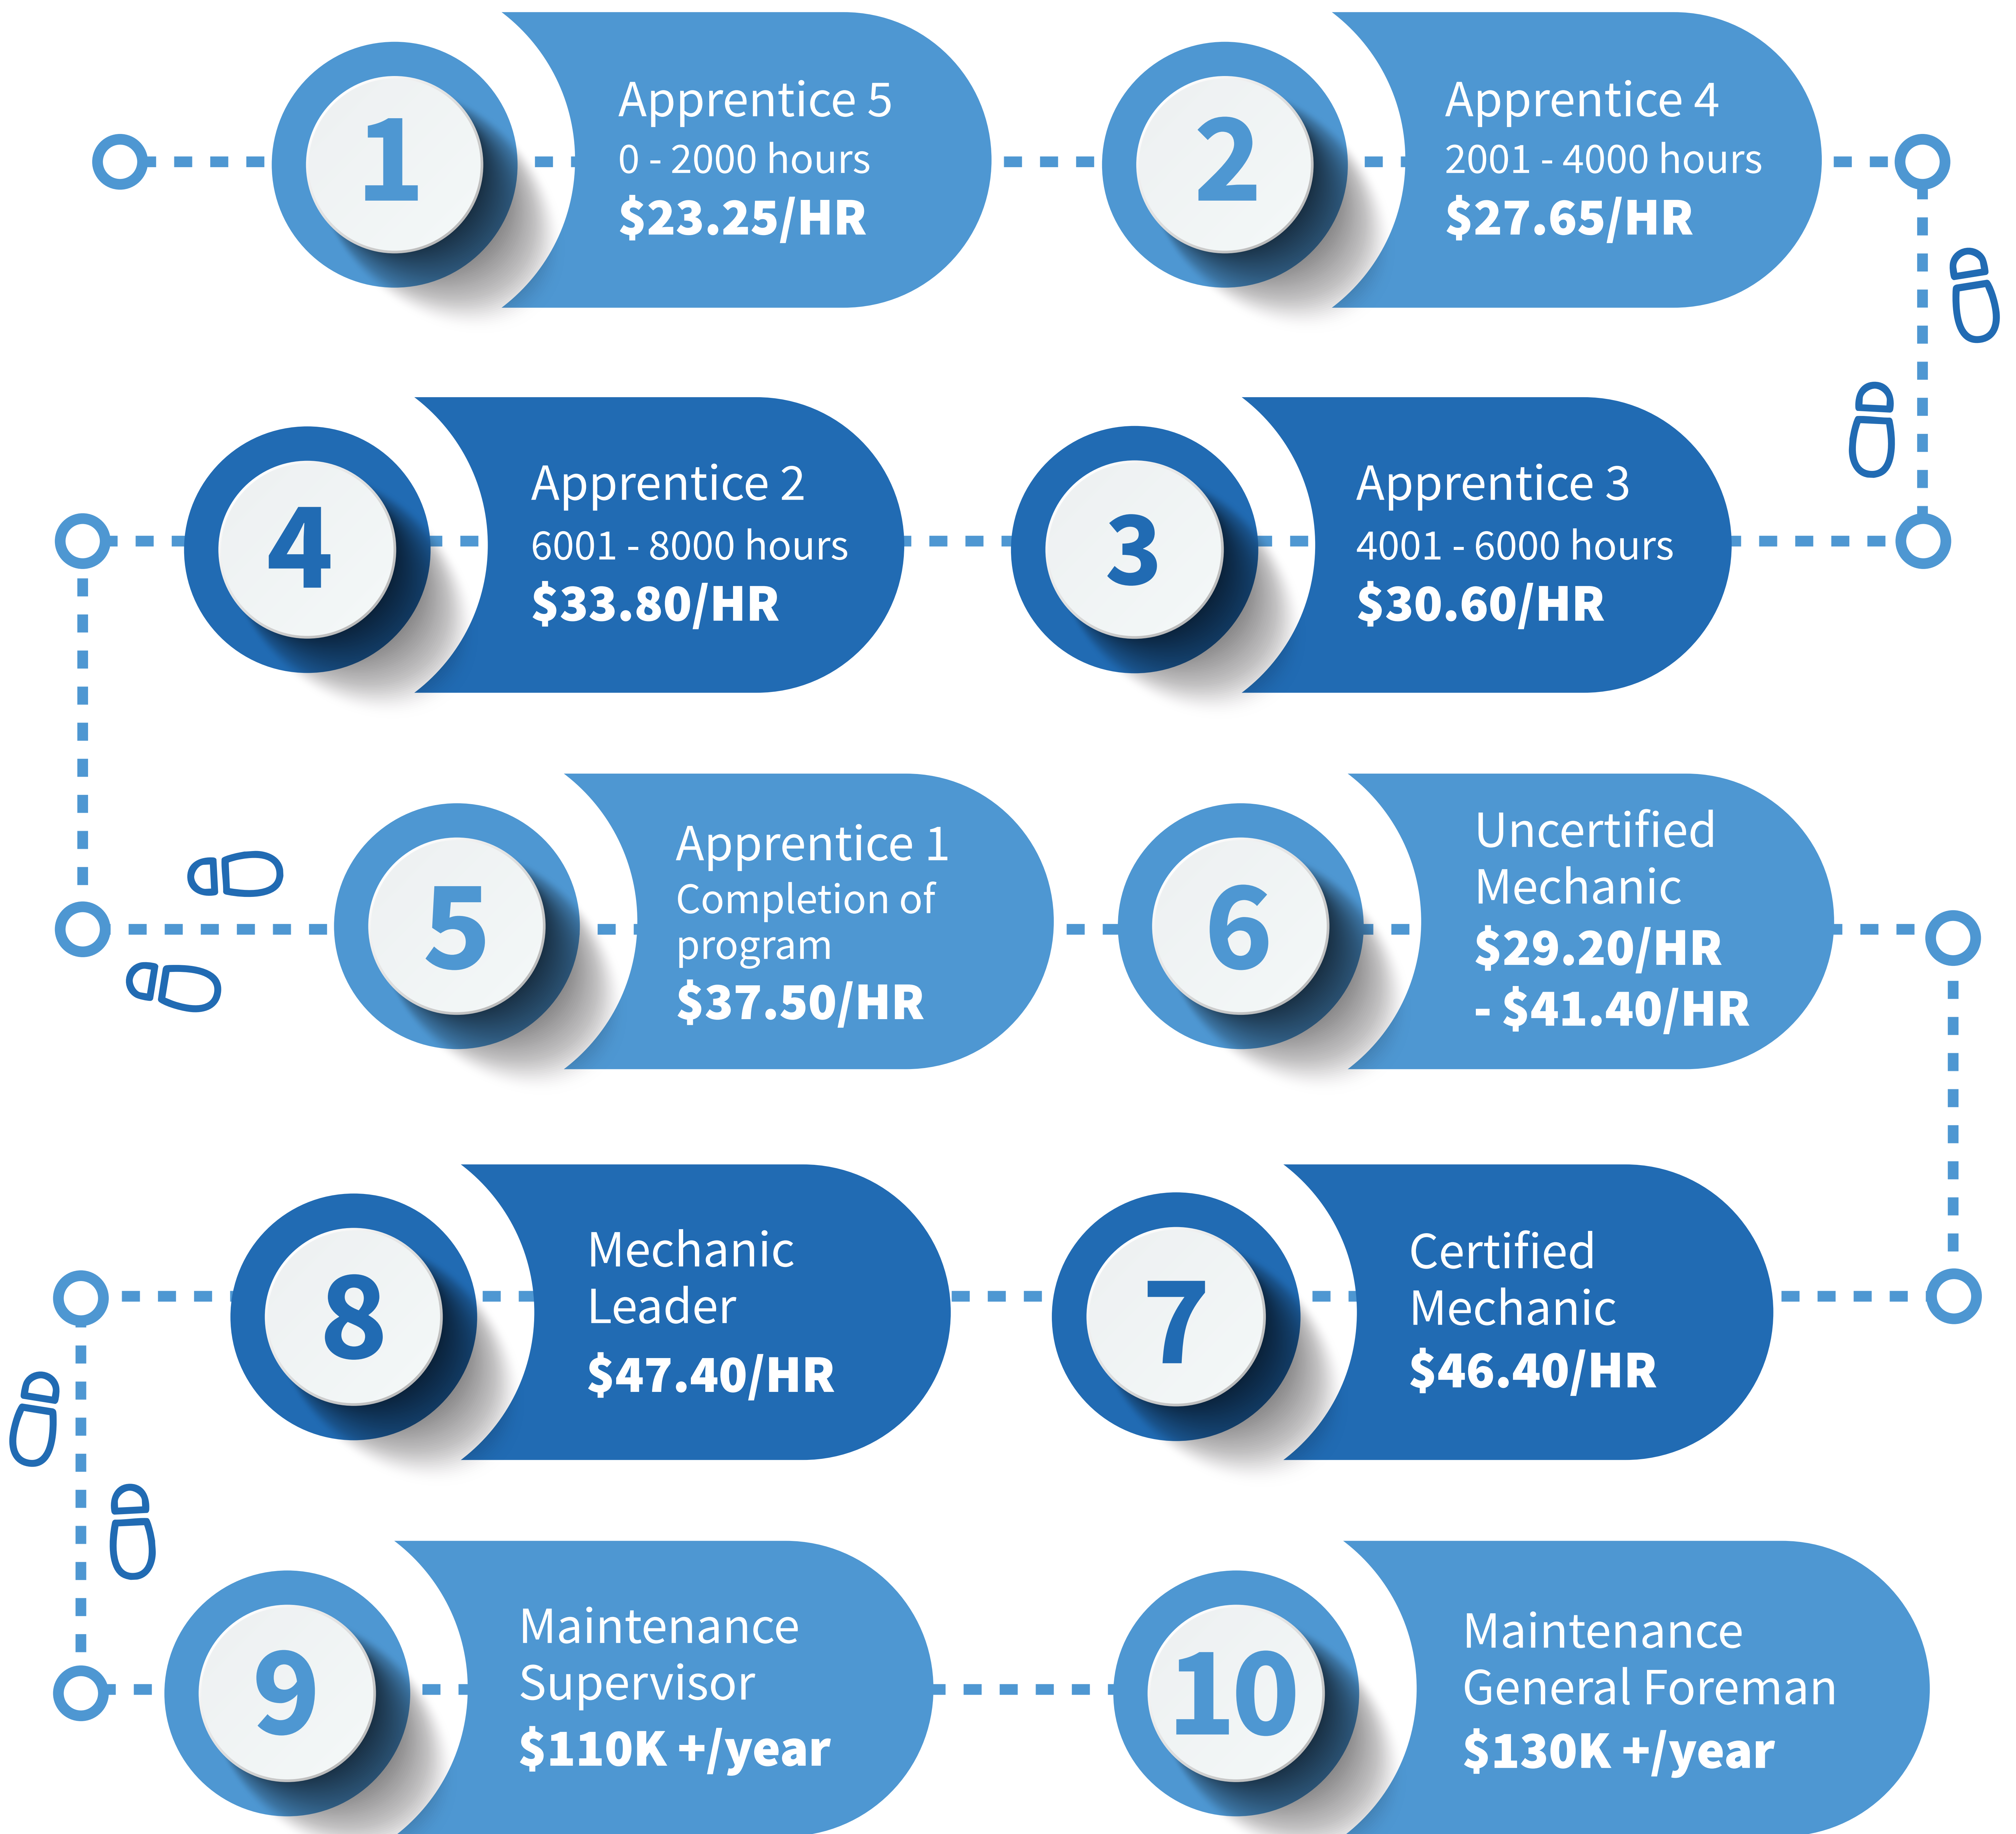 1
Apprentice 5
0 - 2000 hours
$23.25/HR
2
Apprentice 4
2001 - 4000 hours
$27.65/HR
3
Apprentice 3
4001 - 6000 hours
$30.60/HR
4
Apprentice 2
6001 - 8000 hours
$33.80/HR
5
Apprentice 1
Completion of
program
$37.50/HR
6
Uncertified
Mechanic
$29.20/HR
- $41.40/HR
7
Certified
Mechanic
$46.40/HR
8
Mechanic
Leader
$47.40/HR
9
Maintenance
Supervisor
$110K +/year
10
Maintenance
General Foreman
$130K +/year